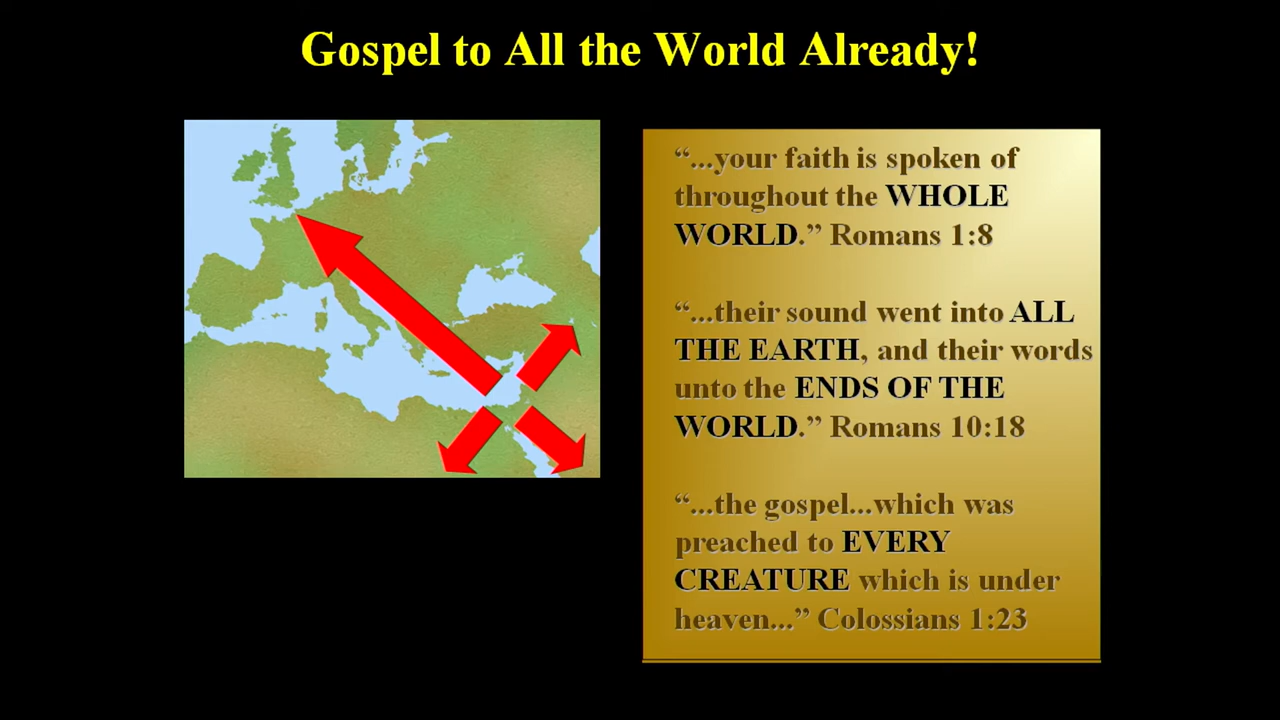 Gospel to All the World Already!
“...your faith is spoken of
throughout the WHOLE
WORLD.” Romans 1:8
“...their sound went into ALL
THE EARTH, and their words
unto the ENDS OF THE
WORLD.” Romans 10:18
“...the gospel...which was
preached to EVERY
CREATURE which is under
heaven...” Colossians 1:23